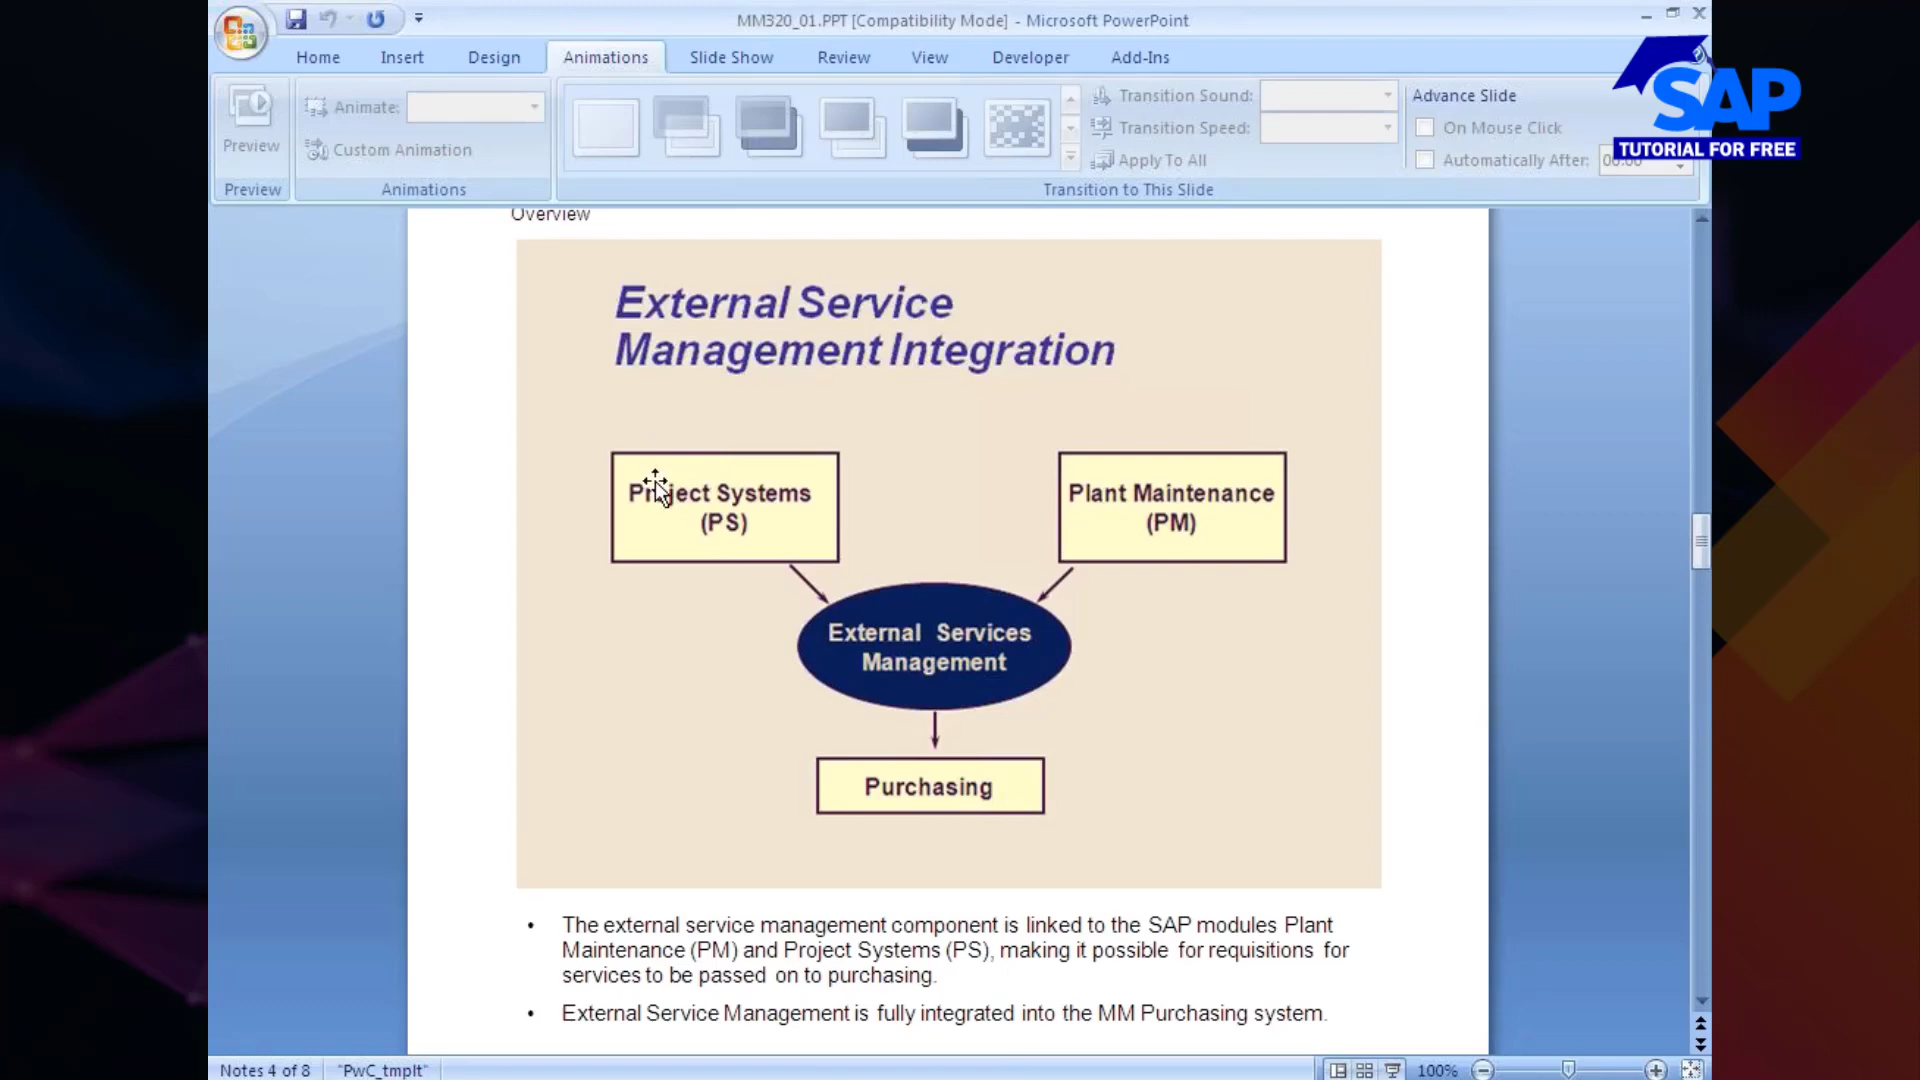 MM320_01.PPT [Compatibility Mode] - Microsoft PowerPoint
Home Insert Design Animations Slide Show Review View Developer Add-Ins
Preview
Animate:
Custom Animation
Transition Sound:
Transition Speed:
Apply To All
Advance Slide
On Mouse Click
Automatically After: 00:00
Preview Animations Transition to This Slide
SAP
TUTORIAL FOR FREE
Overview
External Service
Management Integration
Project Systems
(PS)
Plant Maintenance
(PM)
External Services
Management
Purchasing
• The external service management component is linked to the SAP modules Plant
Maintenance (PM) and Project Systems (PS), making it possible for requisitions for
services to be passed on to purchasing.
• External Service Management is fully integrated into the MM Purchasing system.
Notes 4 of 8 "PwC_tmplt" 100%